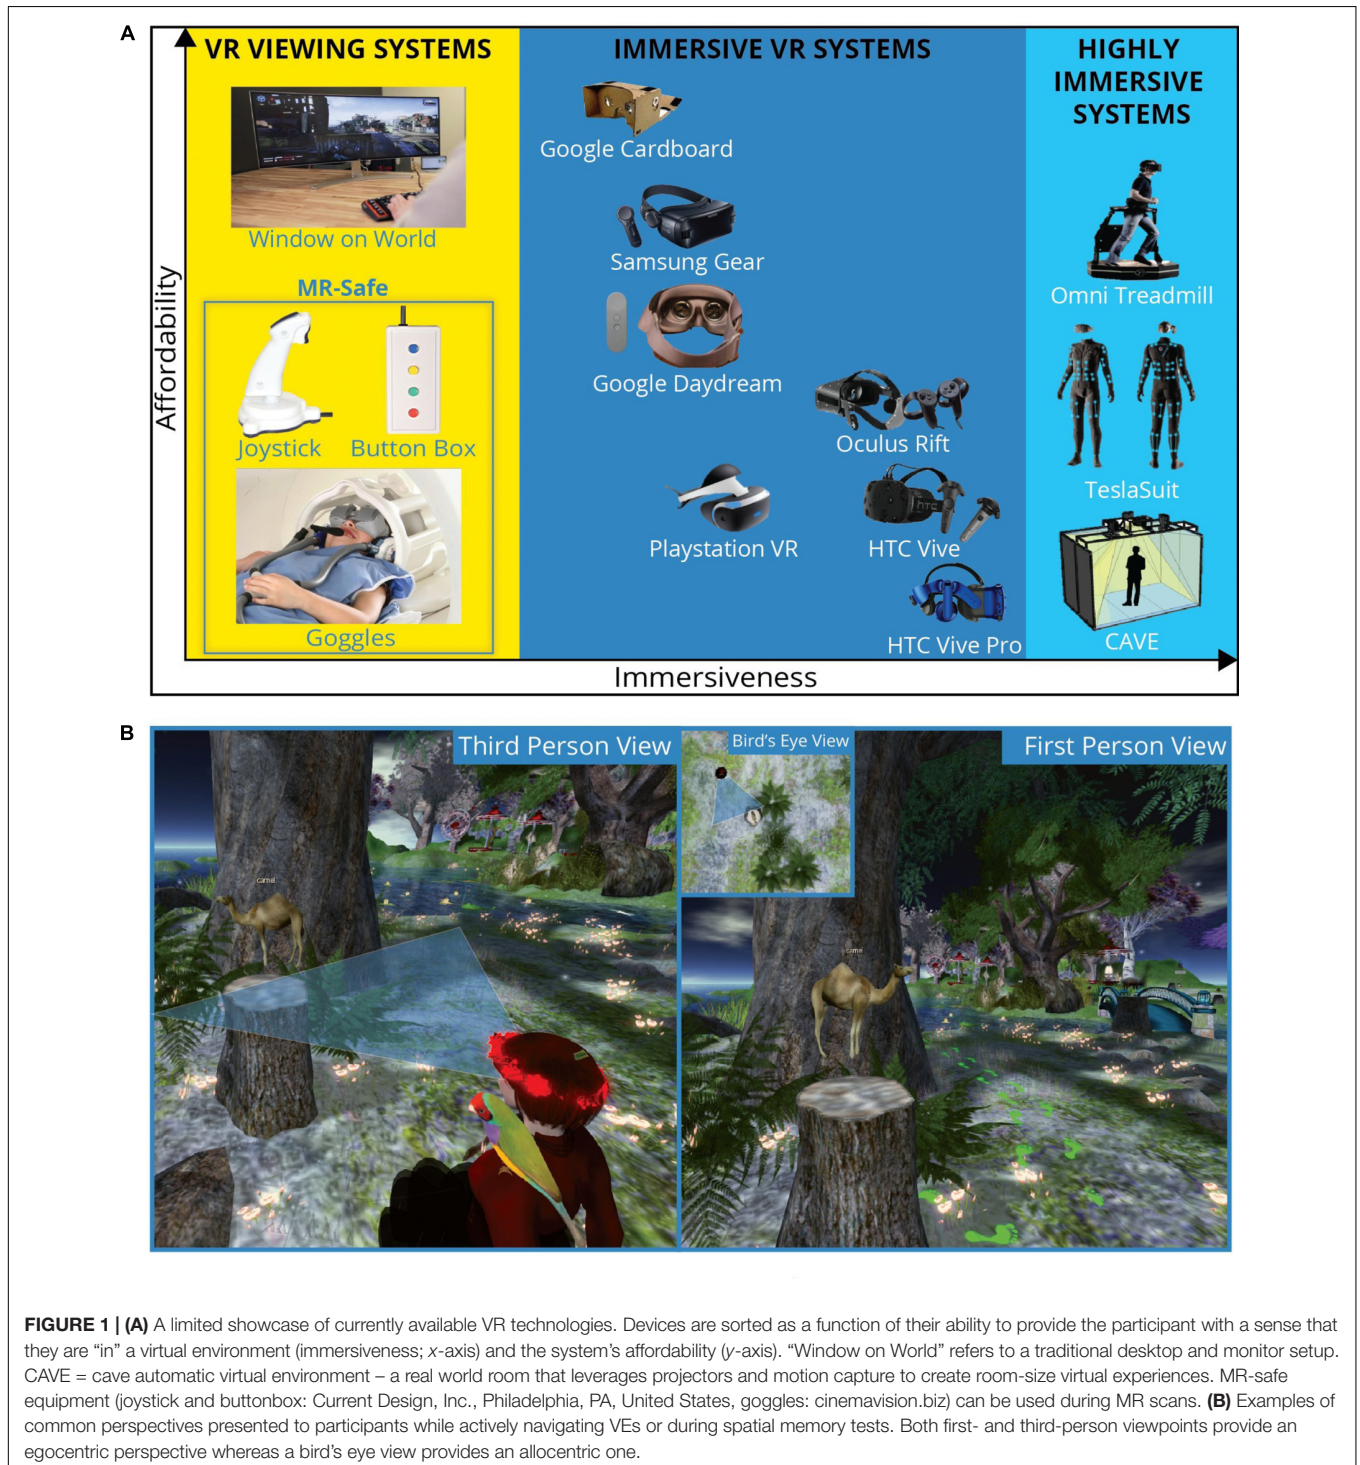 A
VR VIEWING SYSTEMS
IMMERSIVE VR SYSTEMS
HIGHLY
IMMERSIVE
SYSTEMS
Affordability
Window on World
MR-Safe
Joystick
Button Box
Goggles
Google Cardboard
Samsung Gear
Google Daydream
Oculus Rift
Playstation VR
hTC
HTC Vive
HTC Vive Pro
Omni Treadmill
TeslaSuit
CAVE
Immersiveness
B
Third Person View
Bird's Eye View
First Person View
camel
camel
FIGURE 1 | (A) A limited showcase of currently available VR technologies. Devices are sorted as a function of their ability to provide the participant with a sense that
they are “in” a virtual environment (immersiveness; x-axis) and the system’s affordability (y-axis). “Window on World” refers to a traditional desktop and monitor setup.
CAVE = cave automatic virtual environment – a real world room that leverages projectors and motion capture to create room-size virtual experiences. MR-safe
equipment (joystick and buttonbox: Current Design, Inc., Philadelphia, PA, United States, goggles: cinemavision.biz) can be used during MR scans. (B) Examples of
common perspectives presented to participants while actively navigating VEs or during spatial memory tests. Both first- and third-person viewpoints provide an
egocentric perspective whereas a bird’s eye view provides an allocentric one.